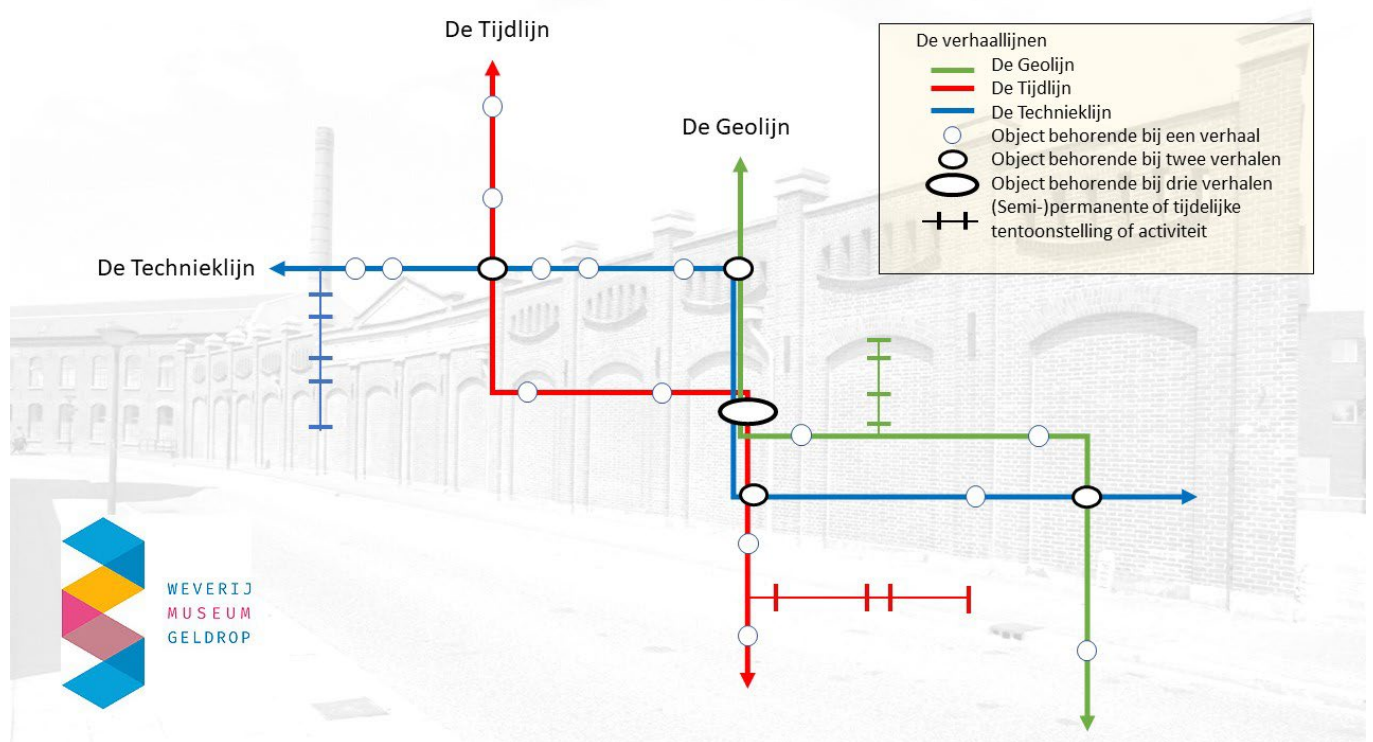 De Tijdlijn
De Geolijn
De Technieklijn
De verhaallijnen
De Geolijn
De Tijdlijn
De Technieklijn
Object behorende bij een verhaal
Object behorende bij twee verhalen
Object behorende bij drie verhalen
(Semi-)permanente of tijdelijke
tentoonstelling of activiteit
WEVERIJ
MUSEUM
GELDROP